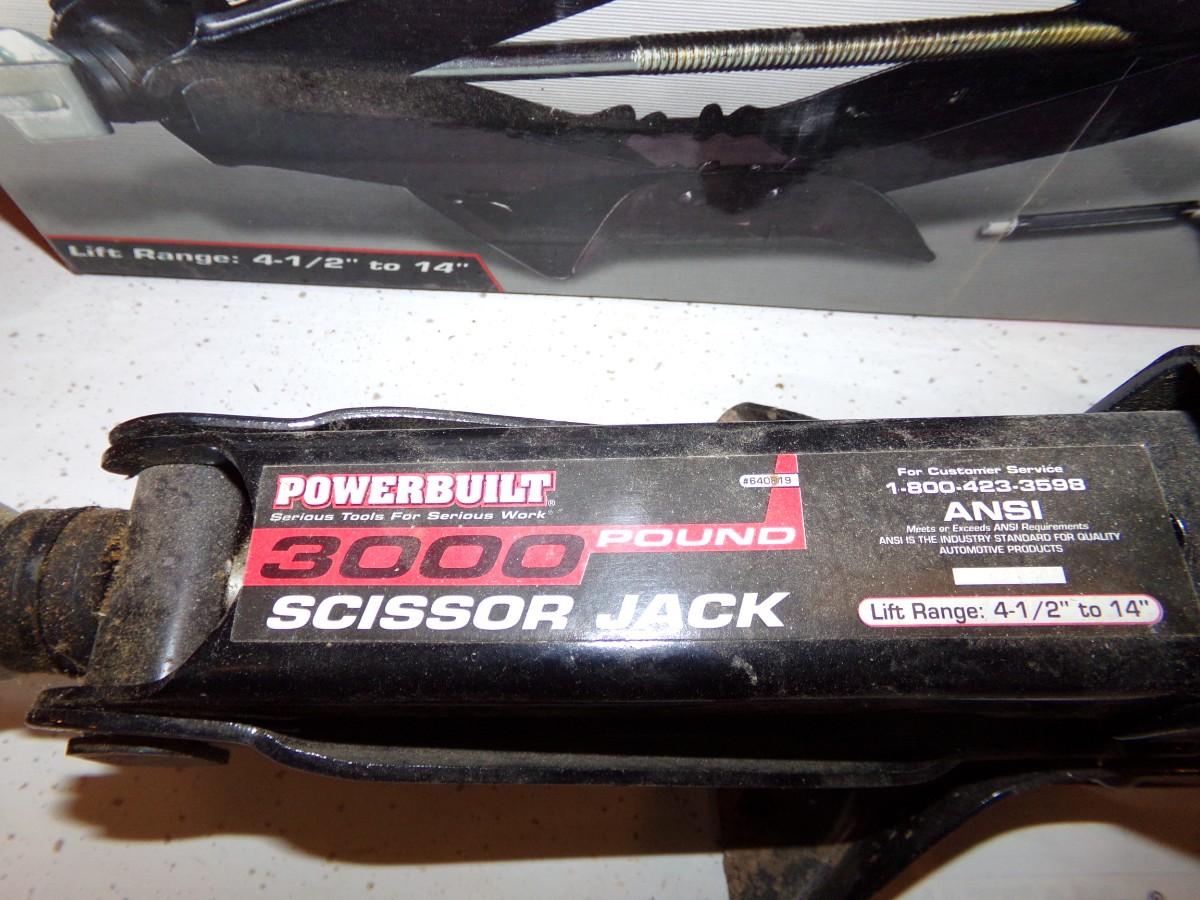 Lift Range: 4-1/2" to 14"
POWERBUILT®
Serious Tools For Serious Work
#640819
3000 POUND
SCISSOR JACK
For Customer Service
1-800-423-3598
ANSI
Meets or Exceeds ANSI Requirements
ANSI IS THE INDUSTRY STANDARD FOR QUALITY
AUTOMOTIVE PRODUCTS
Lift Range: 4-1/2" to 14"